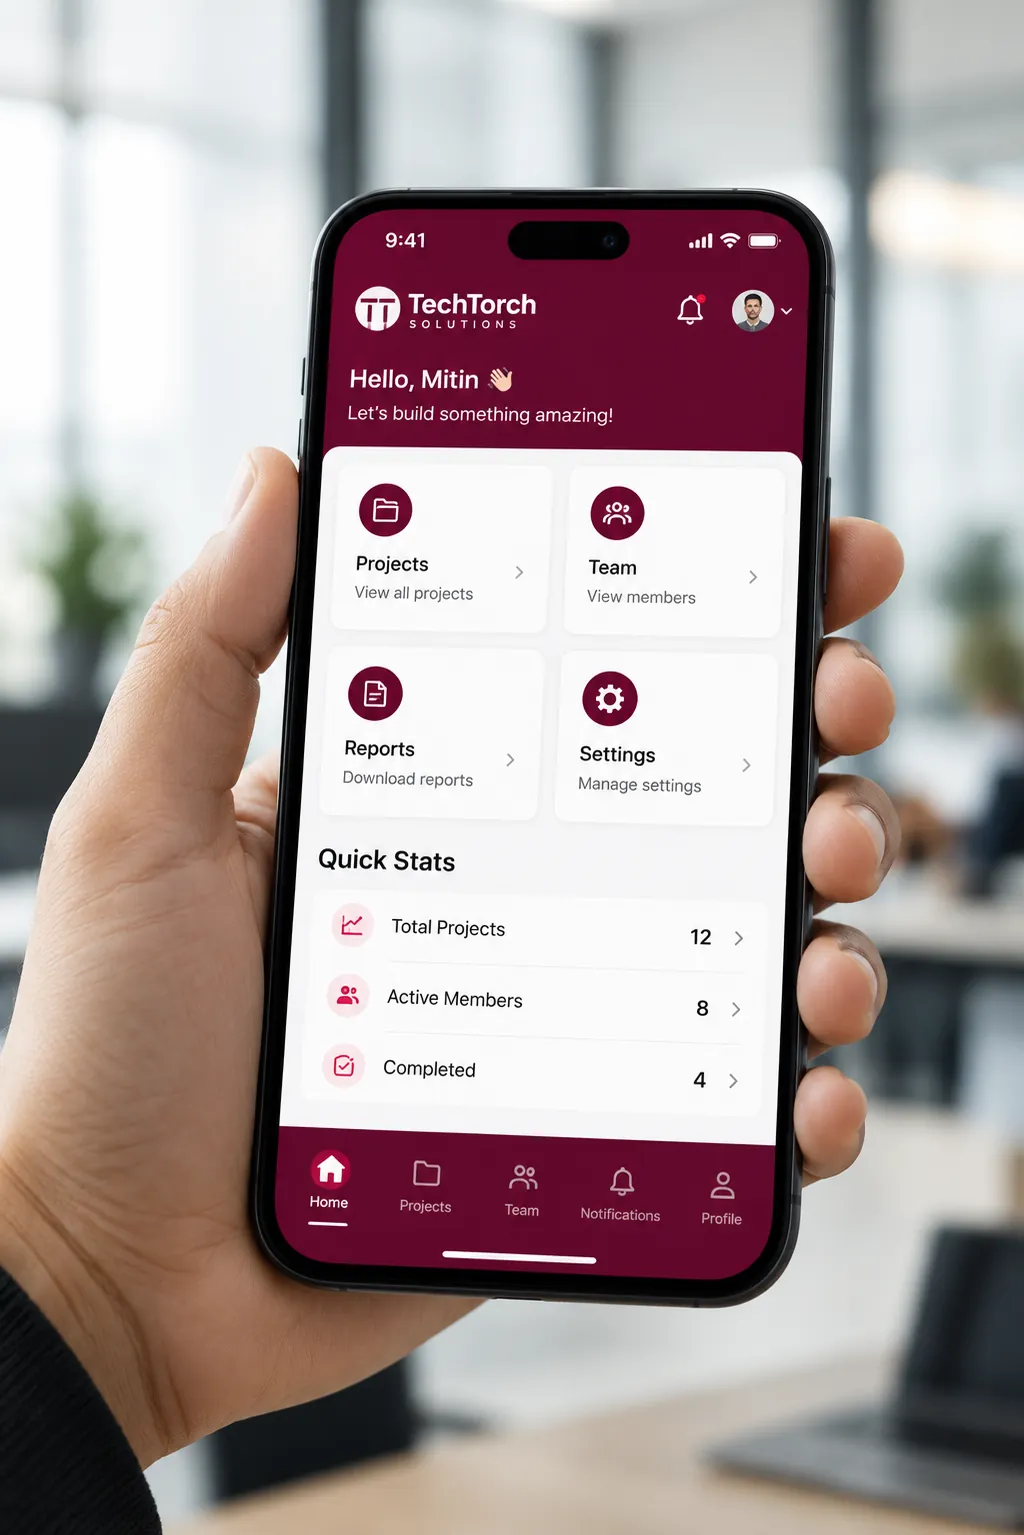 9:41
TT TechTorch
SOLUTIONS
Hello, Mitin 👋🏻
Let's build something amazing!
Projects
View all projects
Team
View members
Reports
Download reports
Settings
Manage settings
Quick Stats
Total Projects 12
Active Members 8
Completed 4
Home
Projects
Team
Notifications
Profile